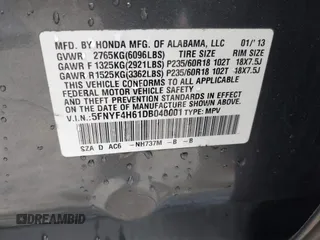 MFD. BY HONDA MFG. OF ALABAMA, LLC 01/'13
GVWR 2765KG(6096LBS) TIRE SIZE RIM SIZE
GAWR F 1325KG(2921LBS) P235/60R18 102T 18X7.5J
GAWR R 1525KG(3362LBS) P235/60R18 102T 18X7.5J
THIS VEHICLE CONFORMS TO ALL APPLICABLE
FEDERAL MOTOR VEHICLE SAFETY AND
THEFT PREVENTION STANDARDS IN EFFECT
ON THE DATE OF MANUFACTURE SHOWN ABOVE.
V.I.N.:5FNYF4H61DB040001 TYPE: MPV
SZA D AC6 -NH737M -B -B
DREAMBID